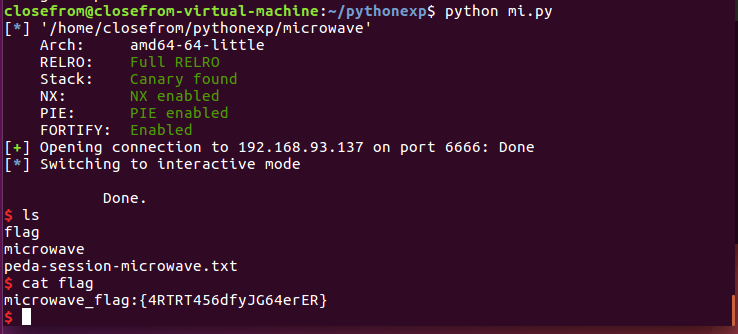 closefrom@closefrom-virtual-machine:~/pythonexp$ python mi.py
[*] '/home/closefrom/pythonexp/microwave'
Arch: amd64-64-little
RELRO: Full RELRO
Stack: Canary found
NX: NX enabled
PIE: PIE enabled
FORTIFY: Enabled
[+] Opening connection to 192.168.93.137 on port 6666: Done
[*] Switching to interactive mode
Done.
$ ls
flag
microwave
peda-session-microwave.txt
$ cat flag
microwave_flag:{4RTRT456dfyJG64erER}
$